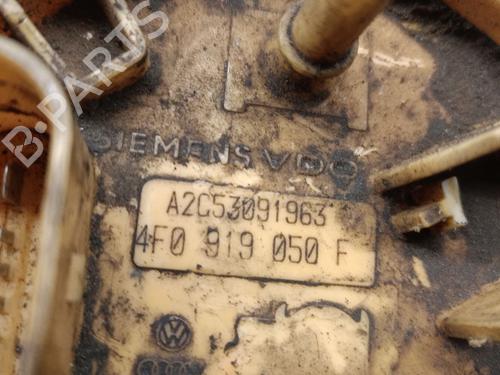 SIEMENS VDO
A2C53091963
4F0 919 050 F
B-PARTS